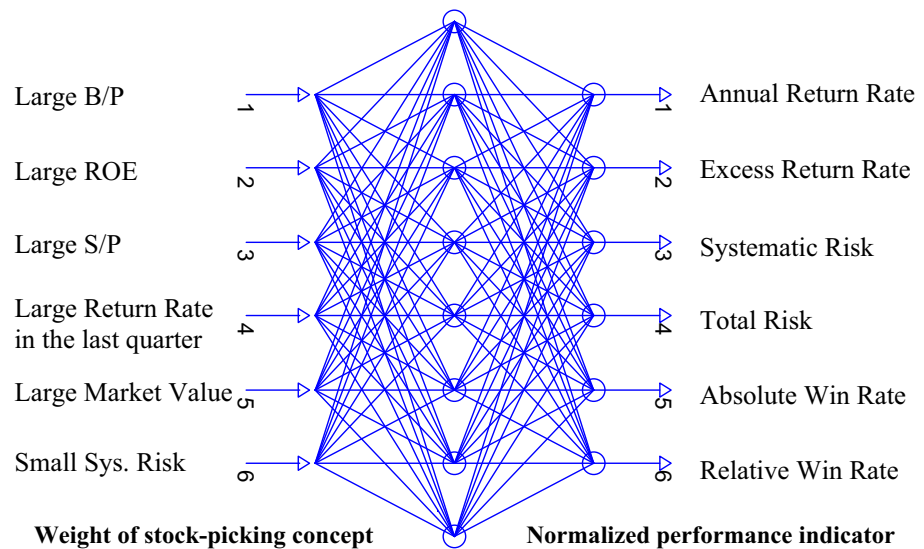 Large B/P
1
1
Annual Return Rate
Large ROE
2
2
Excess Return Rate
Large S/P
3
3
Systematic Risk
Large Return Rate
in the last quarter
4
4
Total Risk
Large Market Value
5
5
Absolute Win Rate
Small Sys. Risk
6
6
Relative Win Rate
Weight of stock-picking concept
Normalized performance indicator